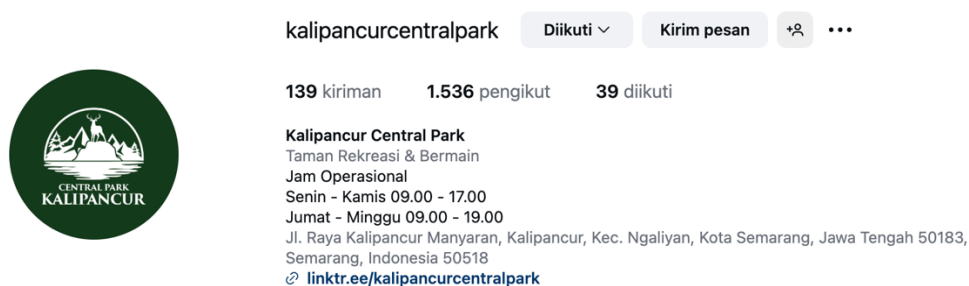 kalipancurcentralpark Diikuti Kirim pesan
139 kiriman 1.536 pengikut 39 diikuti
CENTRAL PARK
KALIPANCUR
Kalipancur Central Park
Taman Rekreasi & Bermain
Jam Operasional
Senin - Kamis 09.00 - 17.00
Jumat - Minggu 09.00 - 19.00
Jl. Raya Kalipancur Manyaran, Kalipancur, Kec. Ngaliyan, Kota Semarang, Jawa Tengah 50183,
Semarang, Indonesia 50518
linktr.ee/kalipancurcentralpark